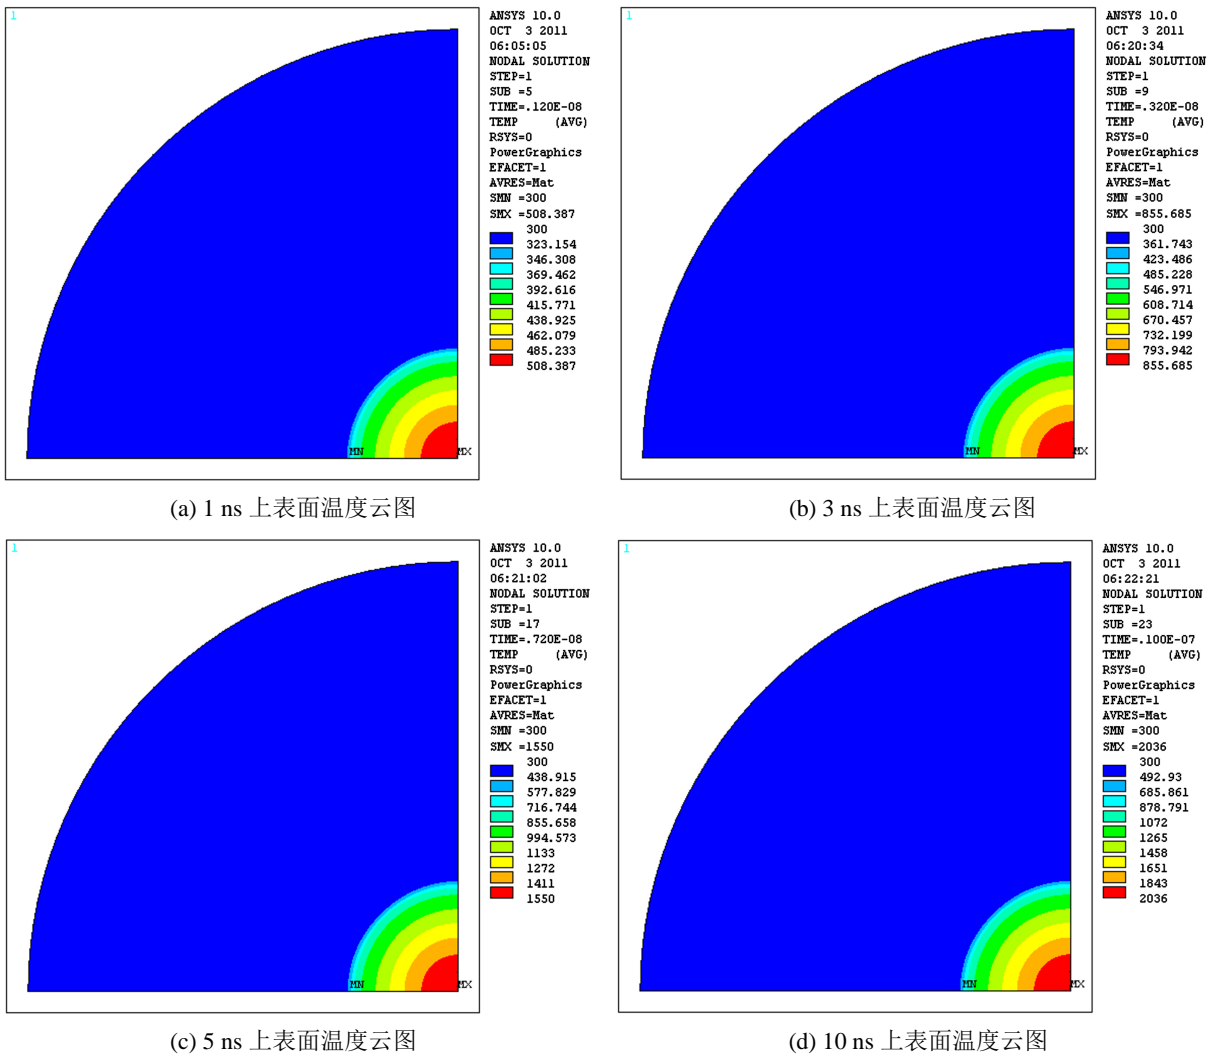 1
ANSYS 10.0
OCT 3 2011
06:05:05
NODAL SOLUTION
STEP=1
SUB =5
TIME=.120E-08
TEMP (AVG)
RSYS=0
PowerGraphics
EFACET=1
AVRES=Mat
SMN =300
SMX =508.387
300
323.154
346.308
369.462
392.616
415.771
438.925
462.079
485.233
508.387
MN
MX
(a) 1 ns 上表面温度云图
1
ANSYS 10.0
OCT 3 2011
06:20:34
NODAL SOLUTION
STEP=1
SUB =9
TIME=.320E-08
TEMP (AVG)
RSYS=0
PowerGraphics
EFACET=1
AVRES=Mat
SMN =300
SMX =855.685
300
361.743
423.486
485.228
546.971
608.714
670.457
732.199
793.942
855.685
MN
MX
(b) 3 ns 上表面温度云图
1
ANSYS 10.0
OCT 3 2011
06:21:02
NODAL SOLUTION
STEP=1
SUB =17
TIME=.720E-08
TEMP (AVG)
RSYS=0
PowerGraphics
EFACET=1
AVRES=Mat
SMN =300
SMX =1550
300
438.915
577.829
716.744
855.658
994.573
1133
1272
1411
1550
MN
MX
(c) 5 ns 上表面温度云图
1
ANSYS 10.0
OCT 3 2011
06:22:21
NODAL SOLUTION
STEP=1
SUB =23
TIME=.100E-07
TEMP (AVG)
RSYS=0
PowerGraphics
EFACET=1
AVRES=Mat
SMN =300
SMX =2036
300
492.93
685.861
878.791
1072
1265
1458
1651
1843
2036
MN
MX
(d) 10 ns 上表面温度云图